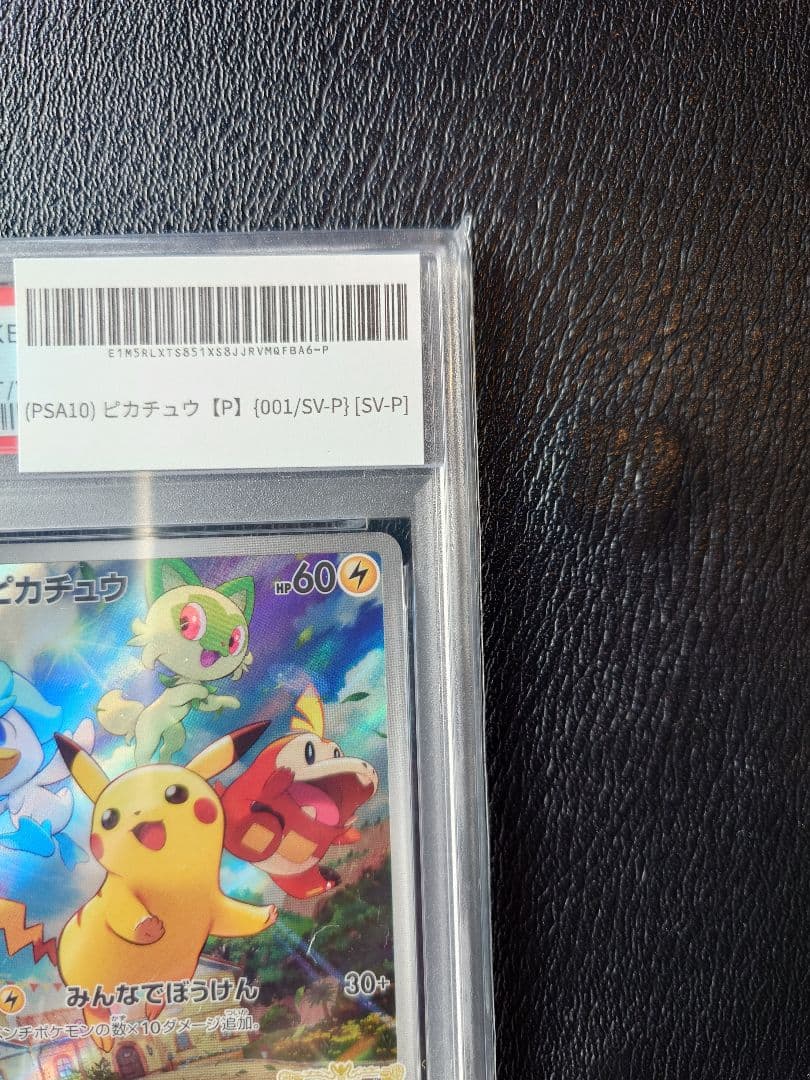 E1M5RLXTS851XS8JJRVMQFBA6-P
(PSA10) ピカチュウ【P】{001/SV-P} [SV-P]
ピカチュウ HP60
みんなでぼうけん 30+
ンチポケモンの数×10ダメージ追加。